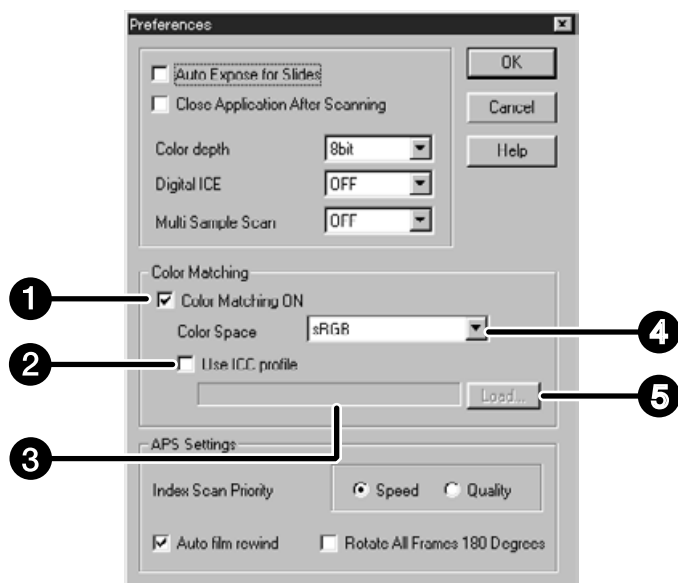 Preferences
Auto Expose for Slides
OK
Close Application After Scanning
Cancel
Color depth 8bit
Help
Digital ICE OFF
Multi Sample Scan OFF
Color Matching
1 Color Matching ON
Color Space sRGB 4
2 Use ICC profile
Load... 5
3
APS Settings
Index Scan Priority Speed Quality
Auto film rewind Rotate All Frames 180 Degrees